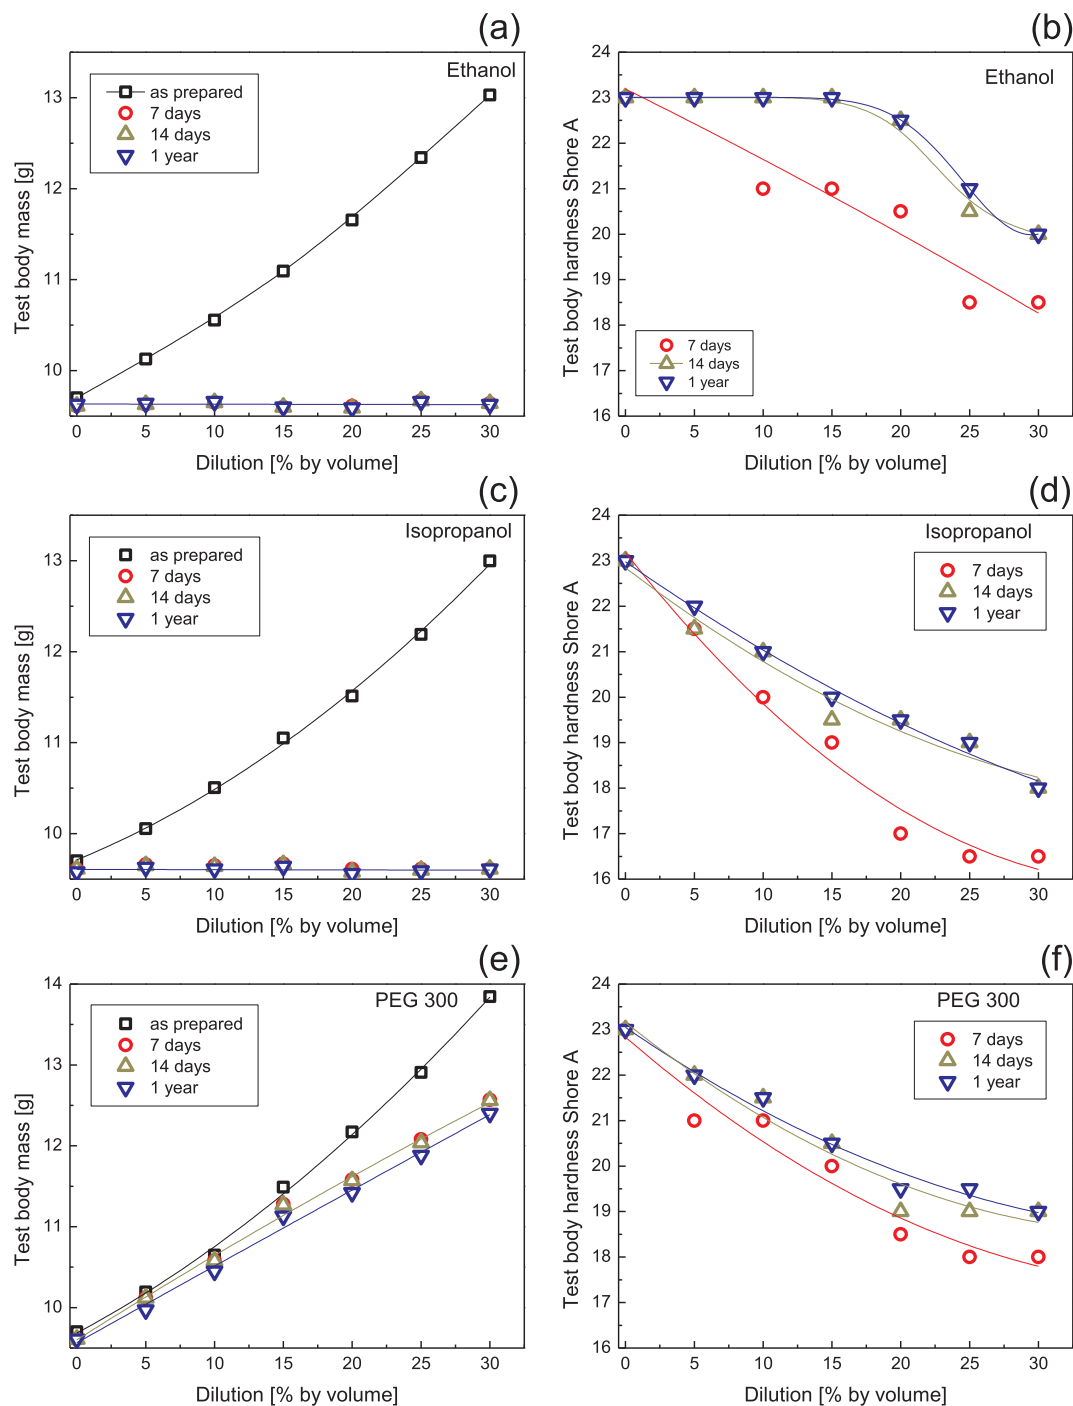 (a)
Ethanol
as prepared
7 days
14 days
1 year
Test body mass [g]
13
12
11
10
0 5 10 15 20 25 30
Dilution [% by volume]
(b)
Ethanol
Test body hardness Shore A
24
23
22
21
20
19
18
17
16
7 days
14 days
1 year
0 5 10 15 20 25 30
Dilution [% by volume]
(c)
Isopropanol
as prepared
7 days
14 days
1 year
Test body mass [g]
13
12
11
10
0 5 10 15 20 25 30
Dilution [% by volume]
(d)
Isopropanol
7 days
14 days
1 year
Test body hardness Shore A
24
23
22
21
20
19
18
17
16
0 5 10 15 20 25 30
Dilution [% by volume]
(e)
PEG 300
as prepared
7 days
14 days
1 year
Test body mass [g]
14
13
12
11
10
0 5 10 15 20 25 30
Dilution [% by volume]
(f)
PEG 300
7 days
14 days
1 year
Test body hardness Shore A
24
23
22
21
20
19
18
17
16
0 5 10 15 20 25 30
Dilution [% by volume]